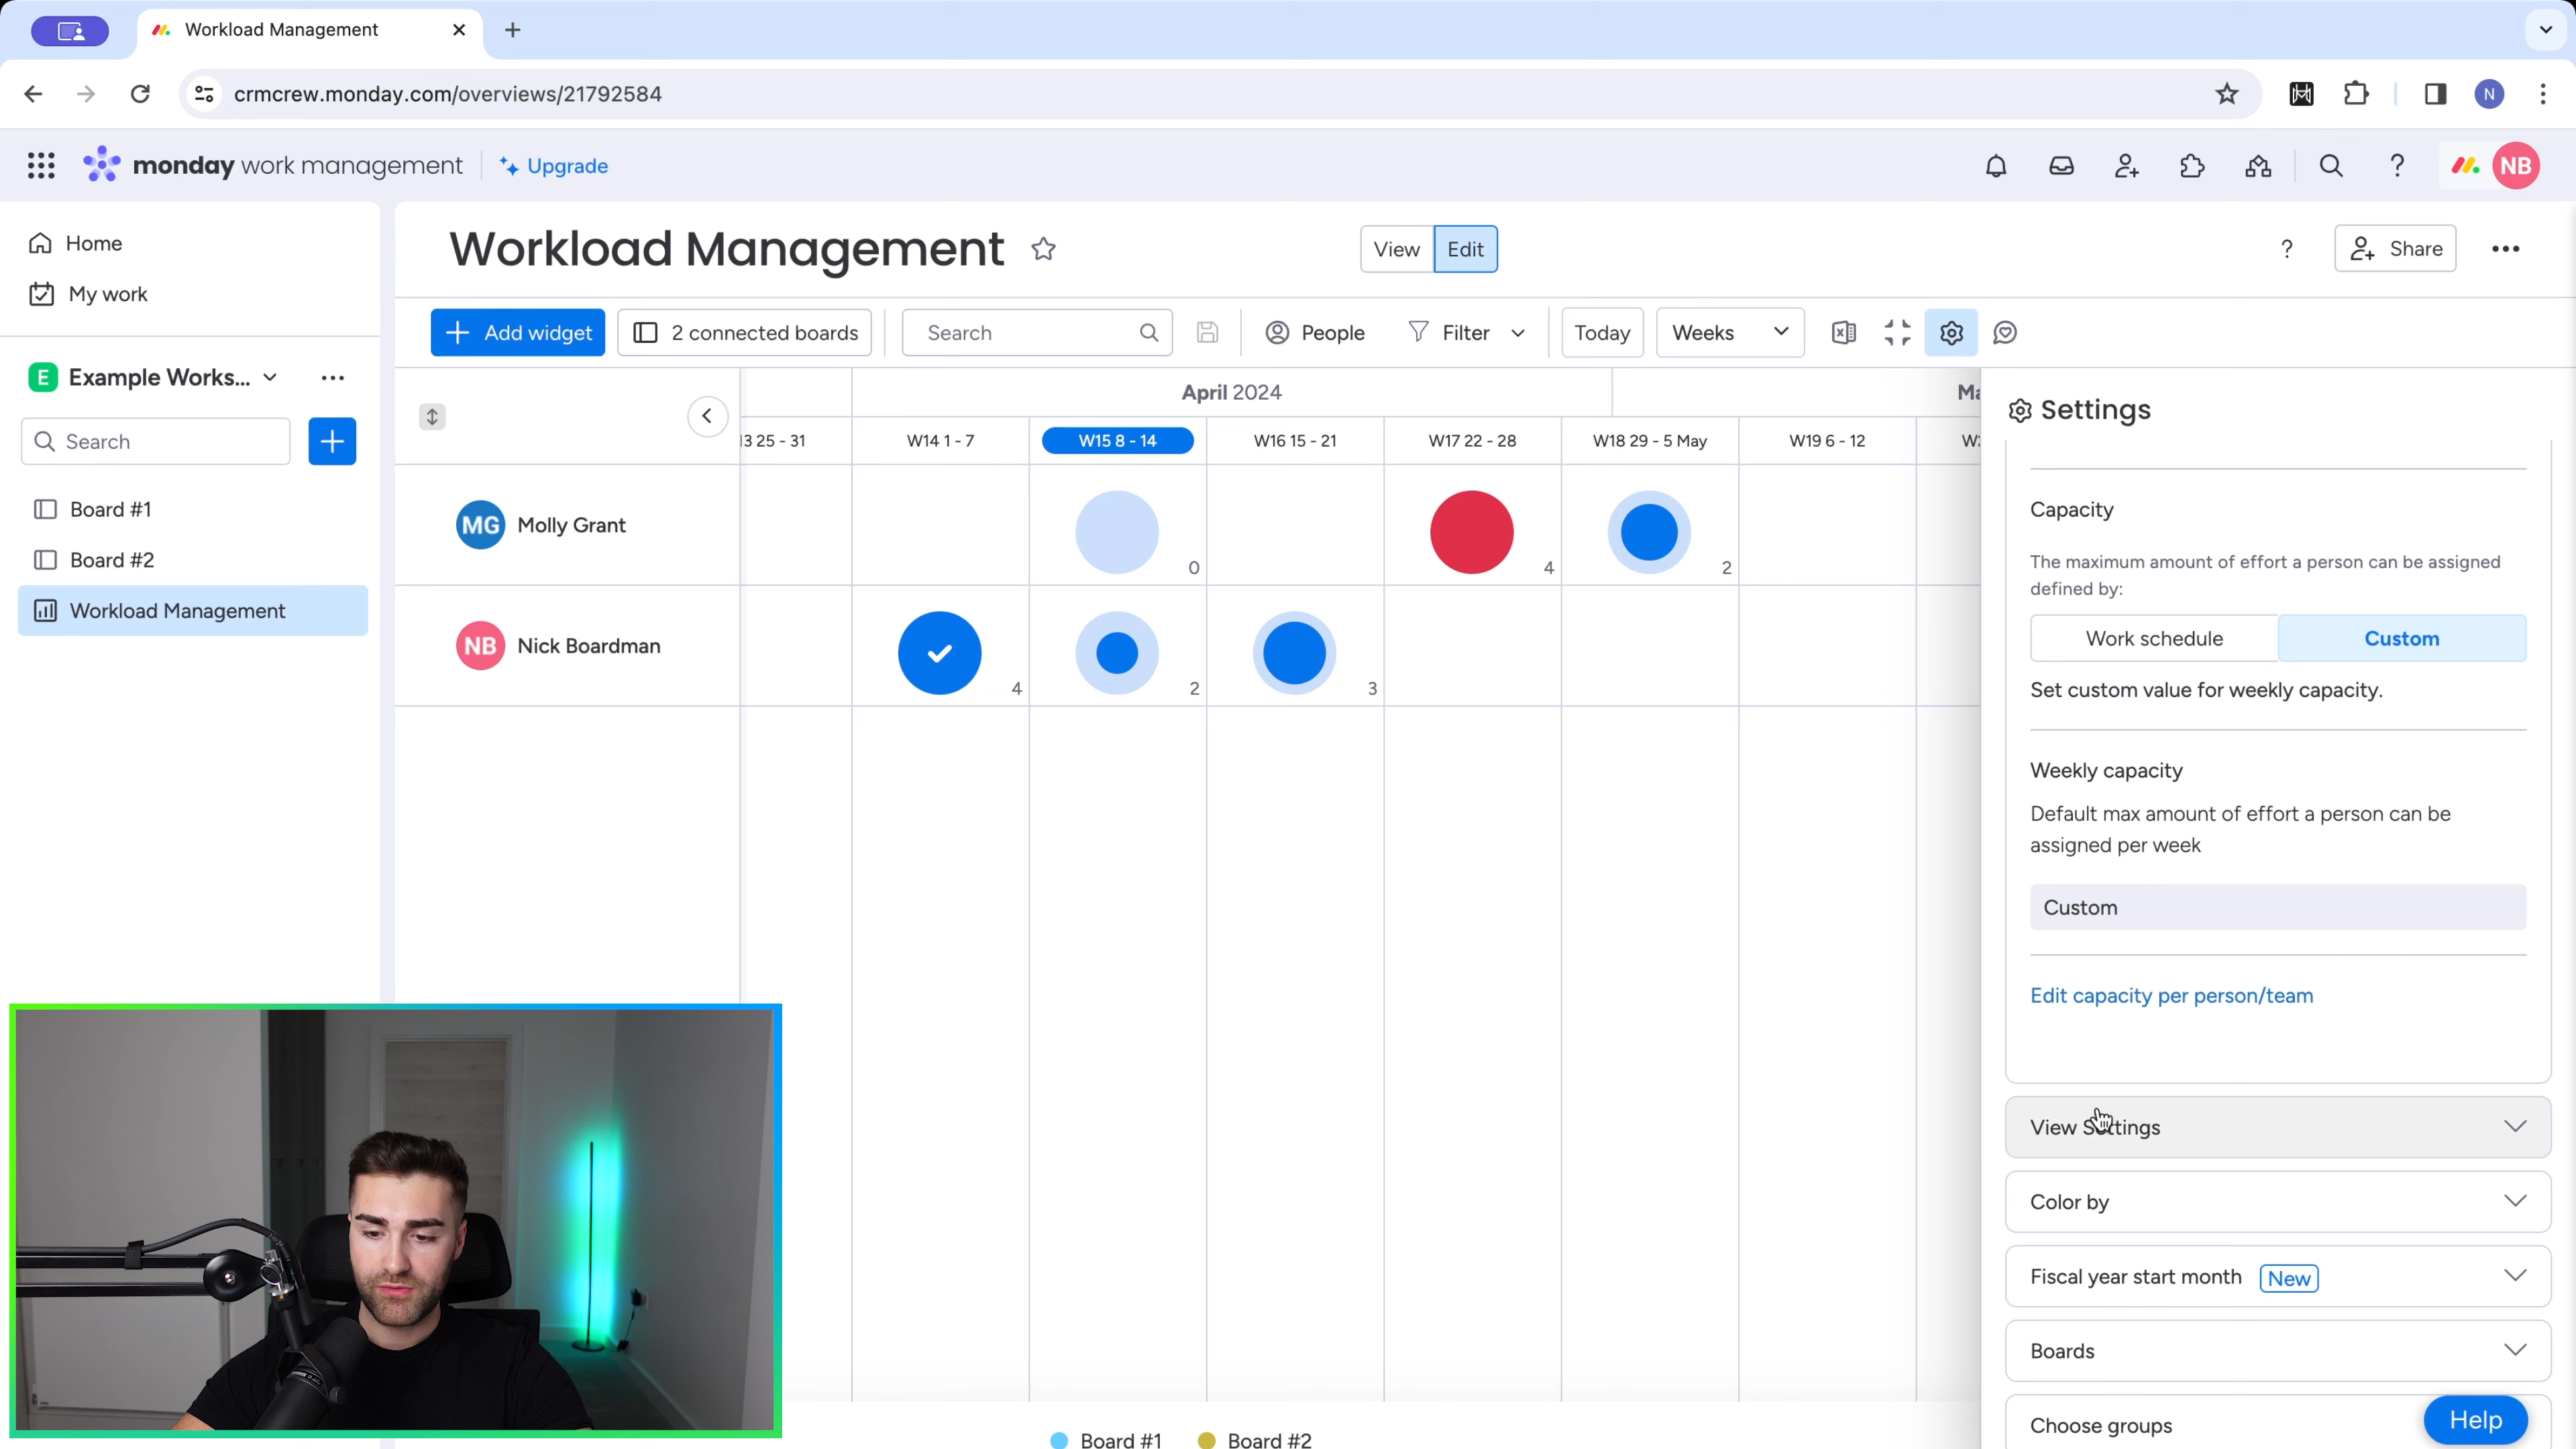 Workload Management
crmcrew.monday.com/overviews/21792584
N
monday work management
Upgrade
NB
Home
My work
E Example Works...
Search
Board #1
Board #2
Workload Management
Workload Management
View Edit
? Share
Add widget
2 connected boards
Search
People
Filter
Today
Weeks
April 2024
13 25 - 31
W14 1 - 7
W15 8 - 14
W16 15 - 21
W17 22 - 28
W18 29 - 5 May
W19 6 - 12
MG Molly Grant
0
4
2
NB Nick Boardman
4
2
3
Board #1
Board #2
Settings
Capacity
The maximum amount of effort a person can be assigned
defined by:
Work schedule Custom
Set custom value for weekly capacity.
Weekly capacity
Default max amount of effort a person can be
assigned per week
Custom
Edit capacity per person/team
View Settings
Color by
Fiscal year start month New
Boards
Choose groups
Help